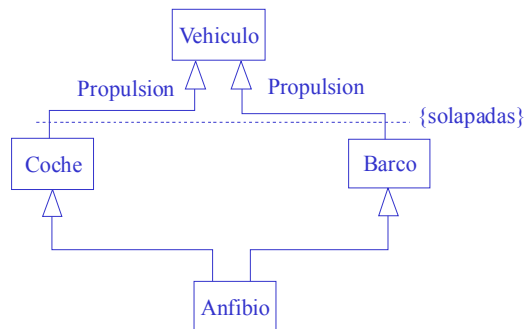 Vehiculo
Propulsion
Propulsion
{solapadas}
Coche
Barco
Anfibio